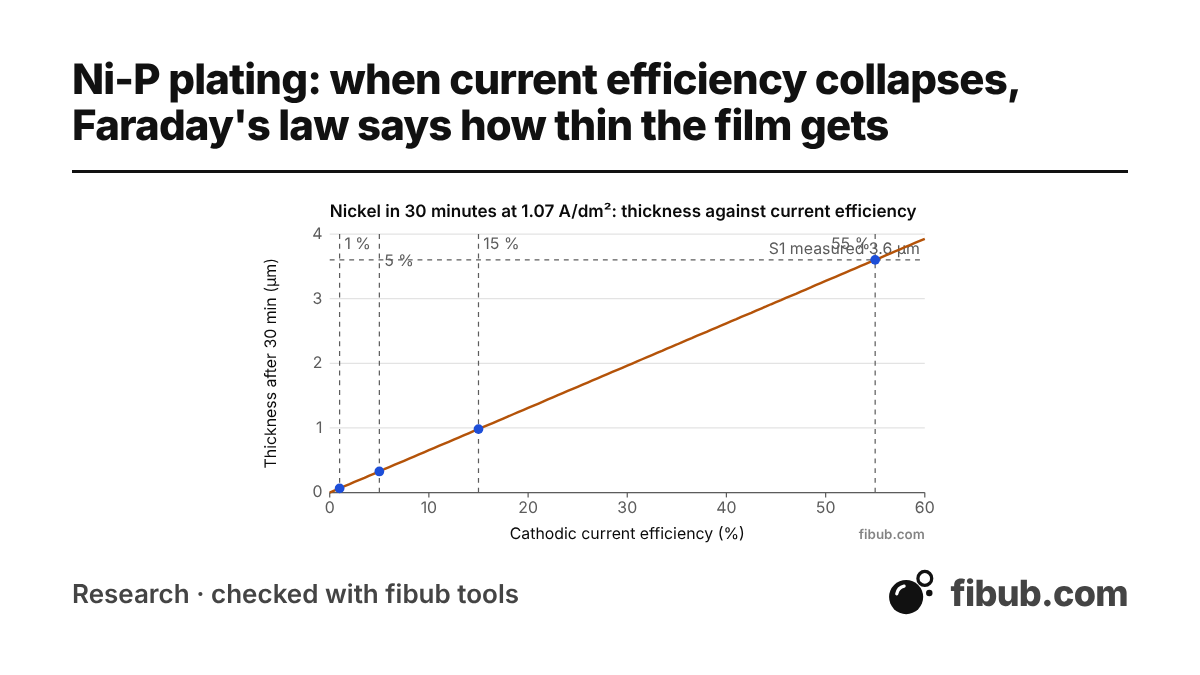 Ni-P plating: when current efficiency collapses,
Faraday's law says how thin the film gets
Nickel in 30 minutes at 1.07 A/dm²: thickness against current efficiency
Thickness after 30 min (µm)
4
3
2
1
0
1 %
5 %
15 %
55 %
S1 measured 3.6 µm
0 10 20 30 40 50 60
Cathodic current efficiency (%)
fibub.com
Research · checked with fibub tools
fibub.com